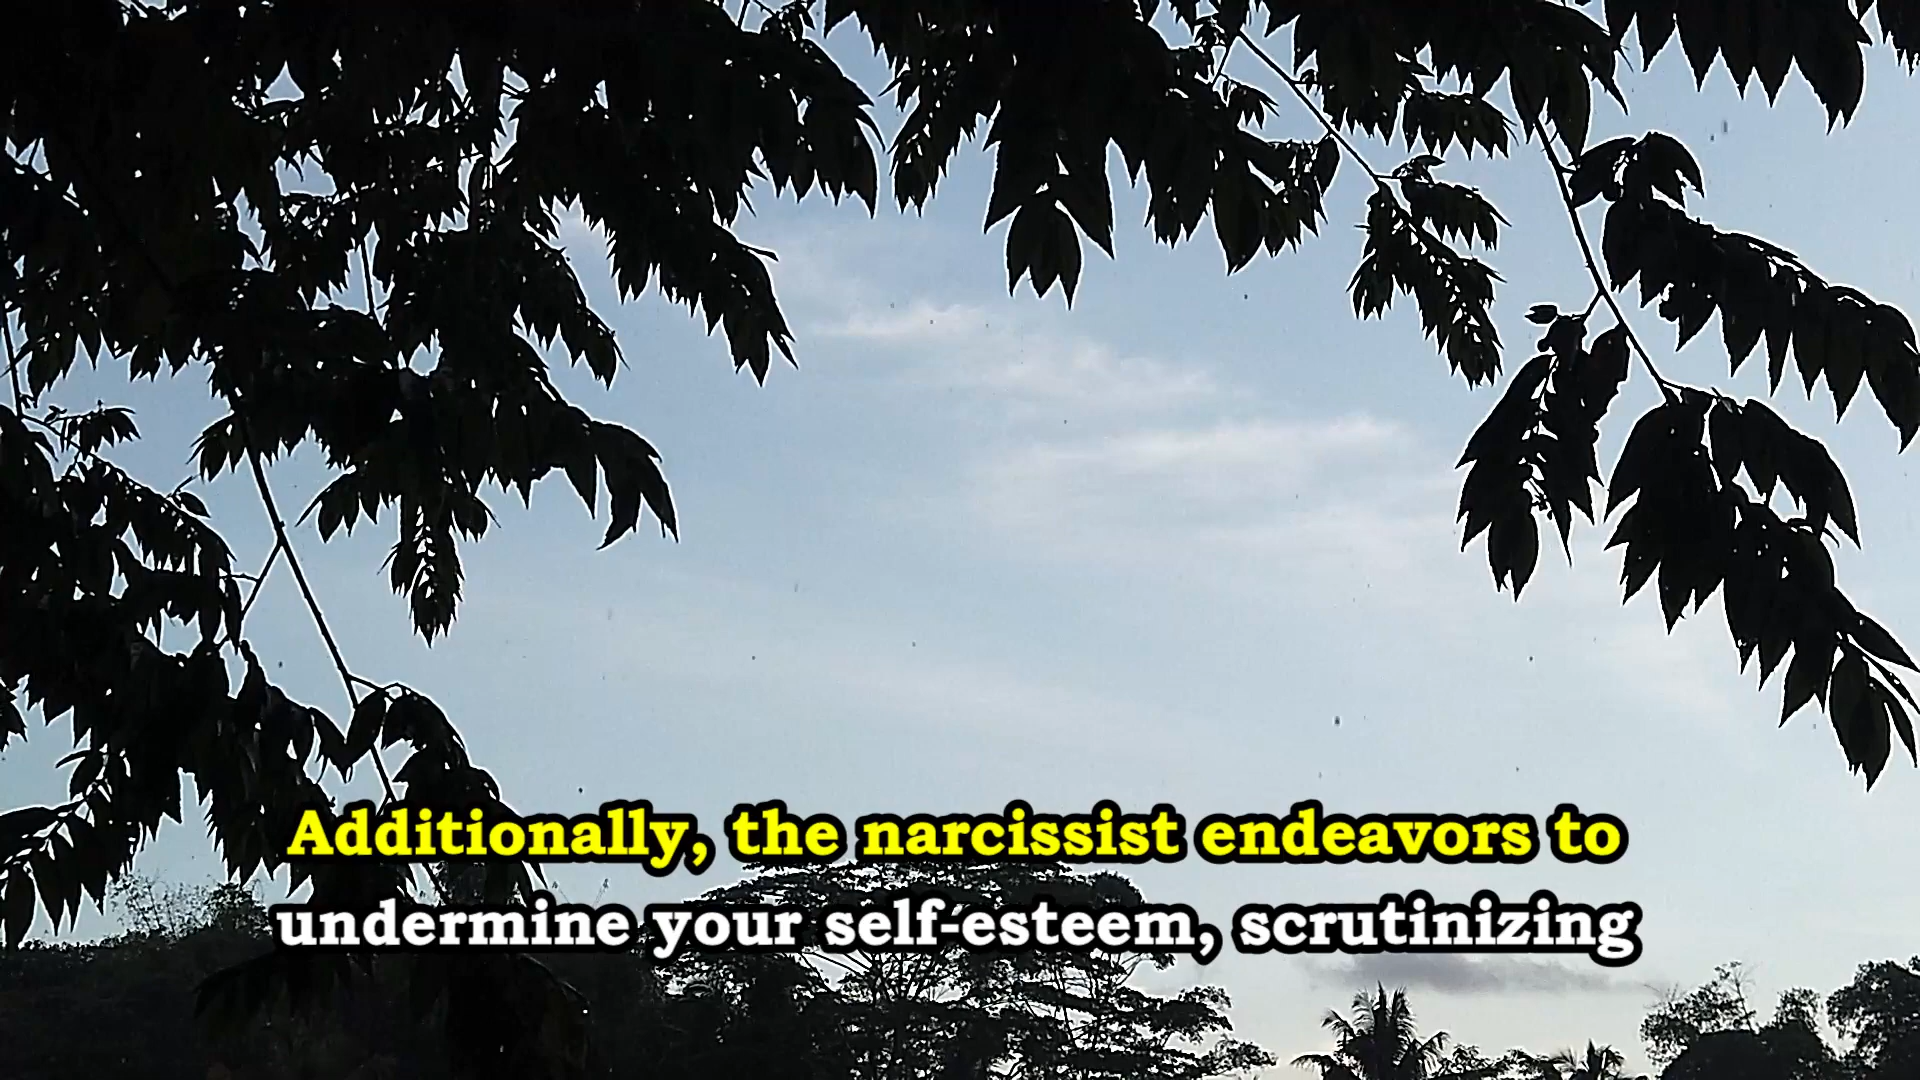 Additionally, the narcissist endeavors to
undermine your self-esteem, scrutinizing